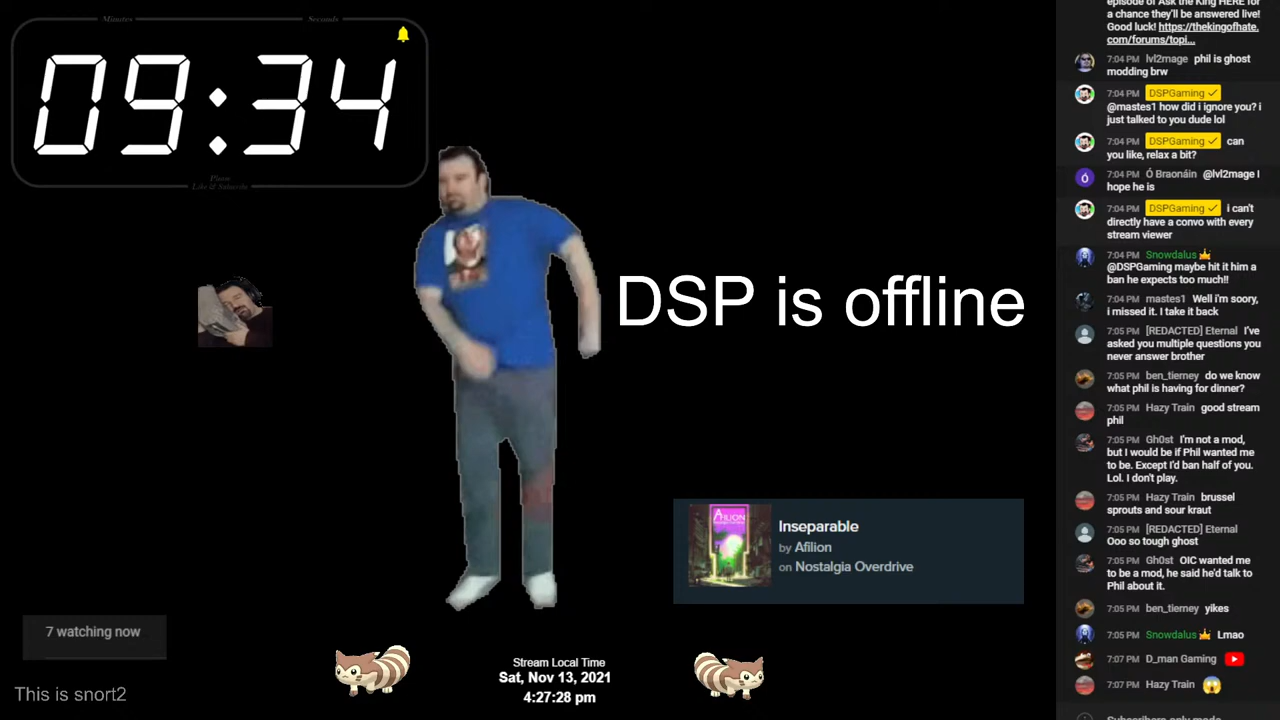 Minutes
Seconds
09:34
Please
Like & Subscribe
DSP is offline
Inseparable
by Afilion
on Nostalgia Overdrive
7 watching now
This is snort2
Stream Local Time
Sat, Nov 13, 2021
4:27:28 pm
episode of Ask the King HERE for
a chance they'll be answered live!
Good luck! https://thekingofhate.
com/forums/topi...
7:04 PM lvl2mage phil is ghost
modding brw
7:04 PM DSPGaming
@mastes1 how did i ignore you? i
just talked to you dude lol
7:04 PM DSPGaming can
you like, relax a bit?
7:04 PM Ó Braonáin @lvl2mage I
hope he is
7:04 PM DSPGaming i can't
directly have a convo with every
stream viewer
7:04 PM Snowdalus
@DSPGaming maybe hit it him a
ban he expects too much!!
7:04 PM mastes1 Well i'm soory,
i missed it. I take it back
7:05 PM [REDACTED] Eternal I've
asked you multiple questions you
never answer brother
7:05 PM ben_tierney do we know
what phil is having for dinner?
7:05 PM Hazy Train good stream
phil
7:05 PM Gh0st I'm not a mod,
but I would be if Phil wanted me
to be. Except I'd ban half of you.
Lol. I don't play.
7:05 PM Hazy Train brussel
sprouts and sour kraut
7:05 PM [REDACTED] Eternal
Ooo so tough ghost
7:05 PM Gh0st OIC wanted me
to be a mod, he said he'd talk to
Phil about it.
7:05 PM ben_tierney yikes
7:05 PM Snowdalus Lmao
7:07 PM D_man Gaming
7:07 PM Hazy Train
Subscribers-only mode